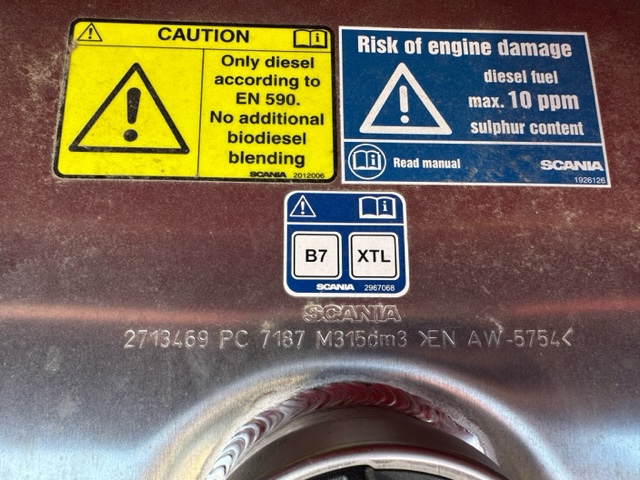 CAUTION
Only diesel
according to
EN 590.
No additional
biodiesel
blending
SCANIA 2012006
Risk of engine damage
diesel fuel
max. 10 ppm
sulphur content
Read manual
SCANIA
1926126
B7 XTL
SCANIA 2967068
SCANIA
2713469 PC 7187 M315dm3 >EN AW-5754<